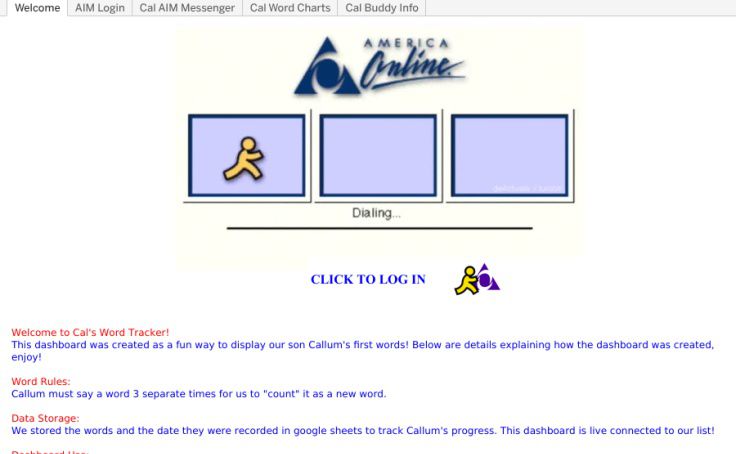 Welcome AIM Login Cal AIM Messenger Cal Word Charts Cal Buddy Info
AMERICA
Online
Dialing...
CLICK TO LOG IN
Welcome to Cal's Word Tracker!
This dashboard was created as a fun way to display our son Callum's first words! Below are details explaining how the dashboard was created,
enjoy!
Word Rules:
Callum must say a word 3 separate times for us to "count" it as a new word.
Data Storage:
We stored the words and the date they were recorded in google sheets to track Callum's progress. This dashboard is live connected to our list!